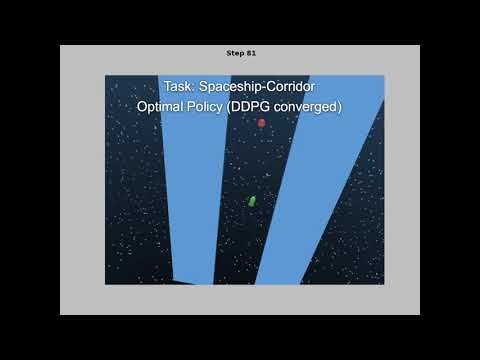 Step 81
Task: Spaceship-Corridor
Optimal Policy (DDPG converged)